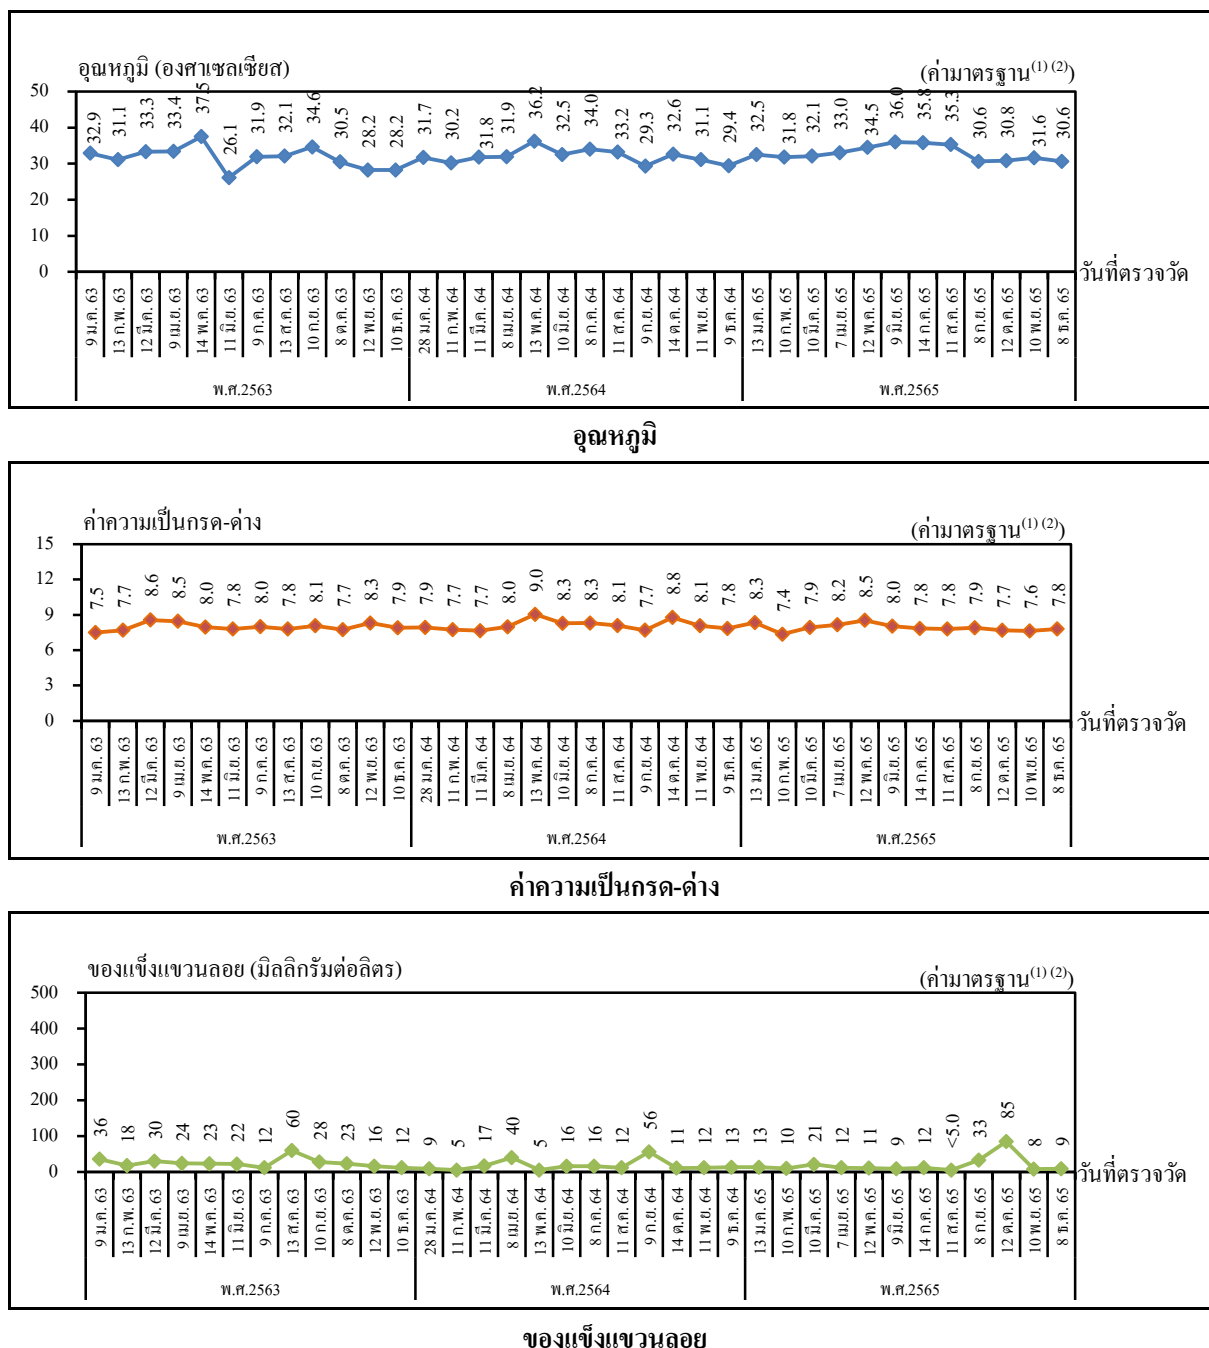 อุณหภูมิ (องศาเซลเซียส)
(ค่ามาตรฐาน(1) (2))
50
40
30
20
10
0
32.9 31.1 33.3 33.4 37.5 26.1 31.9 32.1 34.6 30.5 28.2 28.2 31.7 30.2 31.8 31.9 36.2 32.5 34.0 33.2 29.3 32.6 31.1 29.4 32.5 31.8 32.1 33.0 34.5 36.0 35.8 35.3 30.6 30.8 31.6 30.6
วันที่ตรวจวัด
9 ม.ค. 63 13 ก.พ. 63 12 มี.ค. 63 9 เม.ย. 63 14 พ.ค. 63 11 มิ.ย. 63 9 ก.ค. 63 13 ส.ค. 63 10 ก.ย. 63 8 ต.ค. 63 12 พ.ย. 63 10 ธ.ค. 63 28 ม.ค. 64 11 ก.พ. 64 11 มี.ค. 64 8 เม.ย. 64 13 พ.ค. 64 10 มิ.ย. 64 8 ก.ค. 64 11 ส.ค. 64 9 ก.ย. 64 14 ต.ค. 64 11 พ.ย. 64 9 ธ.ค. 64 13 ม.ค. 65 10 ก.พ. 65 10 มี.ค. 65 7 เม.ย. 65 12 พ.ค. 65 9 มิ.ย. 65 14 ก.ค. 65 11 ส.ค. 65 8 ก.ย. 65 12 ต.ค. 65 10 พ.ย. 65 8 ธ.ค. 65
พ.ศ.2563 พ.ศ.2564 พ.ศ.2565
อุณหภูมิ
ค่าความเป็นกรด-ด่าง
(ค่ามาตรฐาน(1) (2))
15
12
9
6
3
0
7.5 7.7 8.6 8.5 8.0 7.8 8.0 7.8 8.1 7.7 8.3 7.9 7.9 7.7 7.7 8.0 9.0 8.3 8.3 8.1 7.7 8.8 8.1 7.8 8.3 7.4 7.9 8.2 8.5 8.0 7.8 7.8 7.9 7.7 7.6 7.8
วันที่ตรวจวัด
9 ม.ค. 63 13 ก.พ. 63 12 มี.ค. 63 9 เม.ย. 63 14 พ.ค. 63 11 มิ.ย. 63 9 ก.ค. 63 13 ส.ค. 63 10 ก.ย. 63 8 ต.ค. 63 12 พ.ย. 63 10 ธ.ค. 63 28 ม.ค. 64 11 ก.พ. 64 11 มี.ค. 64 8 เม.ย. 64 13 พ.ค. 64 10 มิ.ย. 64 8 ก.ค. 64 11 ส.ค. 64 9 ก.ย. 64 14 ต.ค. 64 11 พ.ย. 64 9 ธ.ค. 64 13 ม.ค. 65 10 ก.พ. 65 10 มี.ค. 65 7 เม.ย. 65 12 พ.ค. 65 9 มิ.ย. 65 14 ก.ค. 65 11 ส.ค. 65 8 ก.ย. 65 12 ต.ค. 65 10 พ.ย. 65 8 ธ.ค. 65
พ.ศ.2563 พ.ศ.2564 พ.ศ.2565
ค่าความเป็นกรด-ด่าง
ของแข็งแขวนลอย (มิลลิกรัมต่อลิตร)
(ค่ามาตรฐาน(1) (2))
500
400
300
200
100
0
36 18 30 24 23 22 12 60 28 23 16 12 9 5 17 40 5 16 16 12 56 11 12 13 13 10 21 12 11 9 12 <5.0 33 85 8 9
วันที่ตรวจวัด
9 ม.ค. 63 13 ก.พ. 63 12 มี.ค. 63 9 เม.ย. 63 14 พ.ค. 63 11 มิ.ย. 63 9 ก.ค. 63 13 ส.ค. 63 10 ก.ย. 63 8 ต.ค. 63 12 พ.ย. 63 10 ธ.ค. 63 28 ม.ค. 64 11 ก.พ. 64 11 มี.ค. 64 8 เม.ย. 64 13 พ.ค. 64 10 มิ.ย. 64 8 ก.ค. 64 11 ส.ค. 64 9 ก.ย. 64 14 ต.ค. 64 11 พ.ย. 64 9 ธ.ค. 64 13 ม.ค. 65 10 ก.พ. 65 10 มี.ค. 65 7 เม.ย. 65 12 พ.ค. 65 9 มิ.ย. 65 14 ก.ค. 65 11 ส.ค. 65 8 ก.ย. 65 12 ต.ค. 65 10 พ.ย. 65 8 ธ.ค. 65
พ.ศ.2563 พ.ศ.2564 พ.ศ.2565
ของแข็งแขวนลอย